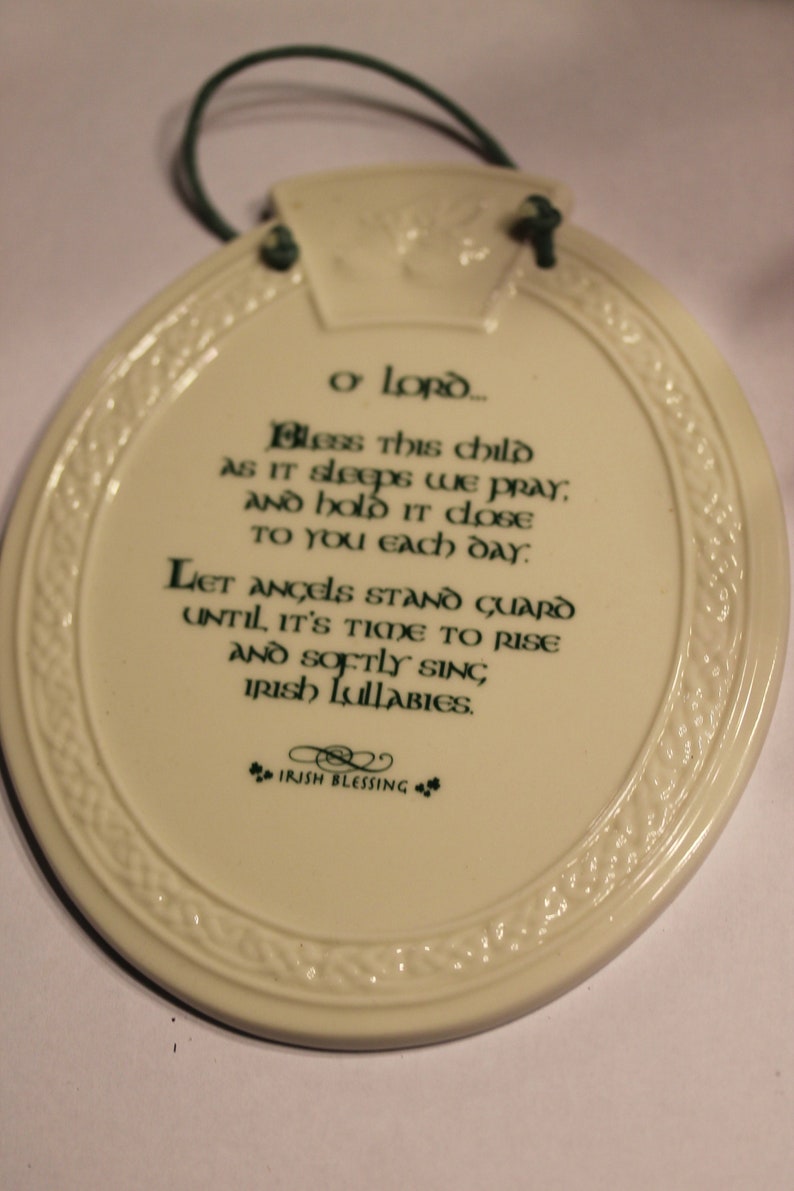 O' Lord...
Bless this child
as it sleeps we pray,
and hold it close
to you each day.
Let angels stand guard
until it's time to rise
and softly sing
Irish lullabies.
IRISH BLESSING